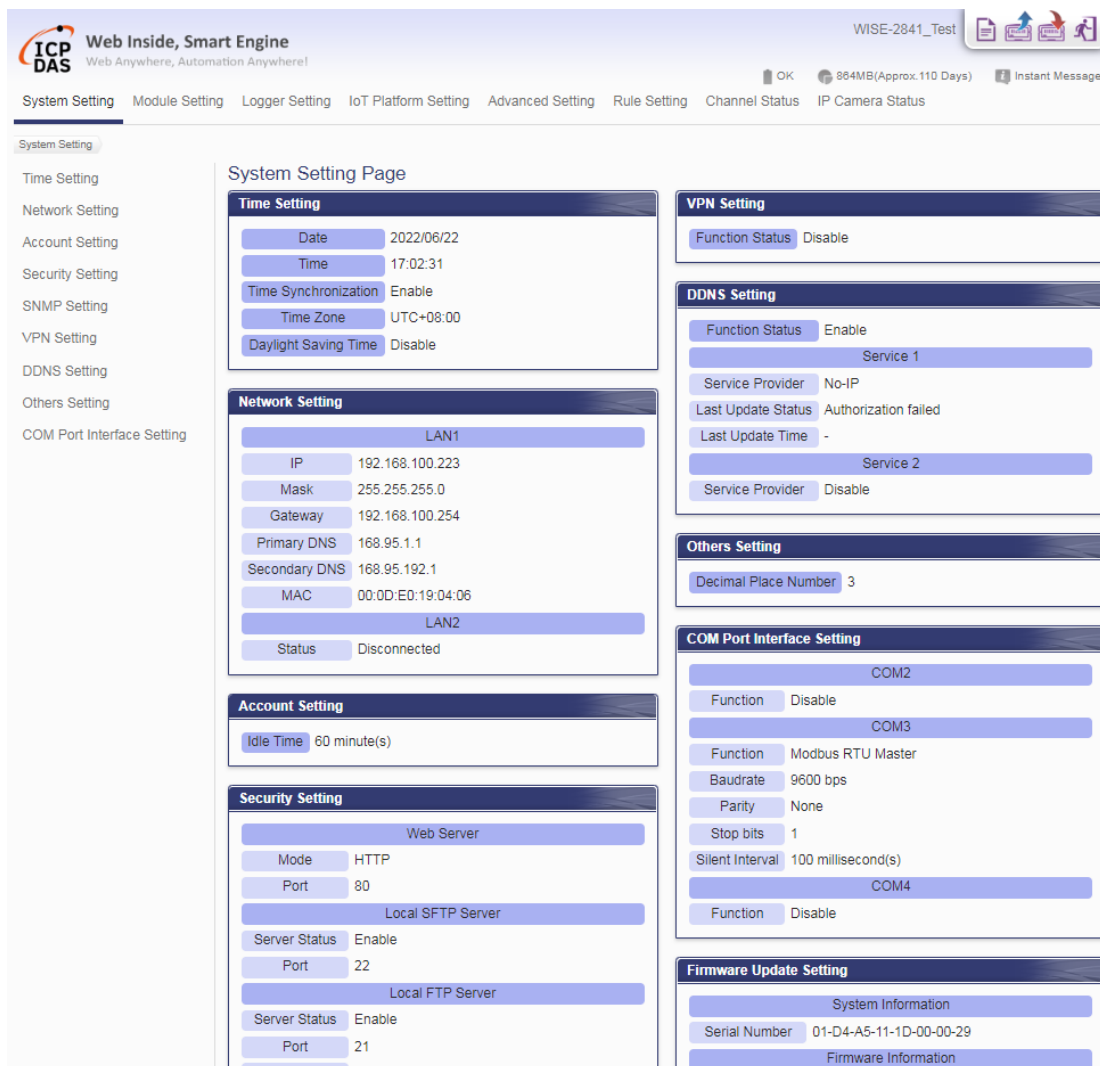 WISE-2841_Test
ICP
DAS
Web Inside, Smart Engine
Web Anywhere, Automation Anywhere!
OK
864MB(Approx.110 Days)
Instant Message
System Setting Module Setting Logger Setting IoT Platform Setting Advanced Setting Rule Setting Channel Status IP Camera Status
System Setting
Time Setting
Network Setting
Account Setting
Security Setting
SNMP Setting
VPN Setting
DDNS Setting
Others Setting
COM Port Interface Setting
System Setting Page
Time Setting
Date 2022/06/22
Time 17:02:31
Time Synchronization Enable
Time Zone UTC+08:00
Daylight Saving Time Disable
Network Setting
LAN1
IP 192.168.100.223
Mask 255.255.255.0
Gateway 192.168.100.254
Primary DNS 168.95.1.1
Secondary DNS 168.95.192.1
MAC 00:0D:E0:19:04:06
LAN2
Status Disconnected
Account Setting
Idle Time 60 minute(s)
Security Setting
Web Server
Mode HTTP
Port 80
Local SFTP Server
Server Status Enable
Port 22
Local FTP Server
Server Status Enable
Port 21
VPN Setting
Function Status Disable
DDNS Setting
Function Status Enable
Service 1
Service Provider No-IP
Last Update Status Authorization failed
Last Update Time -
Service 2
Service Provider Disable
Others Setting
Decimal Place Number 3
COM Port Interface Setting
COM2
Function Disable
COM3
Function Modbus RTU Master
Baudrate 9600 bps
Parity None
Stop bits 1
Silent Interval 100 millisecond(s)
COM4
Function Disable
Firmware Update Setting
System Information
Serial Number 01-D4-A5-11-1D-00-00-29
Firmware Information